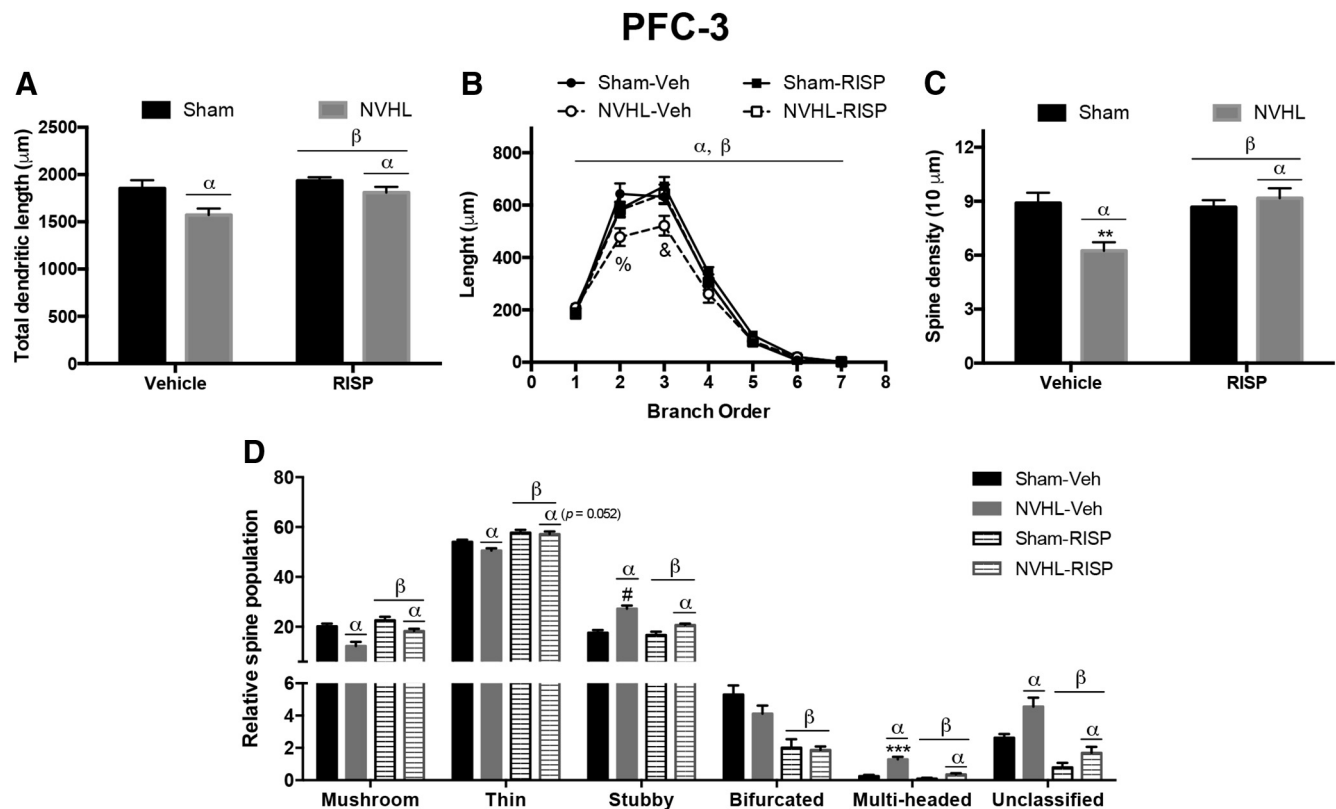 PFC-3
A
Sham NVHL
Total dendritic length (μm)
2500
2000
1500
1000
500
0
α
β
α
Vehicle RISP
B
Sham-Veh Sham-RISP
NVHL-Veh NVHL-RISP
Lenght (μm)
800
600
400
200
0
α, β
%
&
0 1 2 3 4 5 6 7 8
Branch Order
C
Sham NVHL
Spine density (10 μm)
12
9
6
3
0
α
**
β
α
Vehicle RISP
D
Sham-Veh
NVHL-Veh
Sham-RISP
NVHL-RISP
Relative spine population
80
60
40
20
6
4
2
0
α
β
α
α
β
α (p = 0.052)
α
#
β
α
β
α
***
β
α
α
β
α
Mushroom Thin Stubby Bifurcated Multi-headed Unclassified